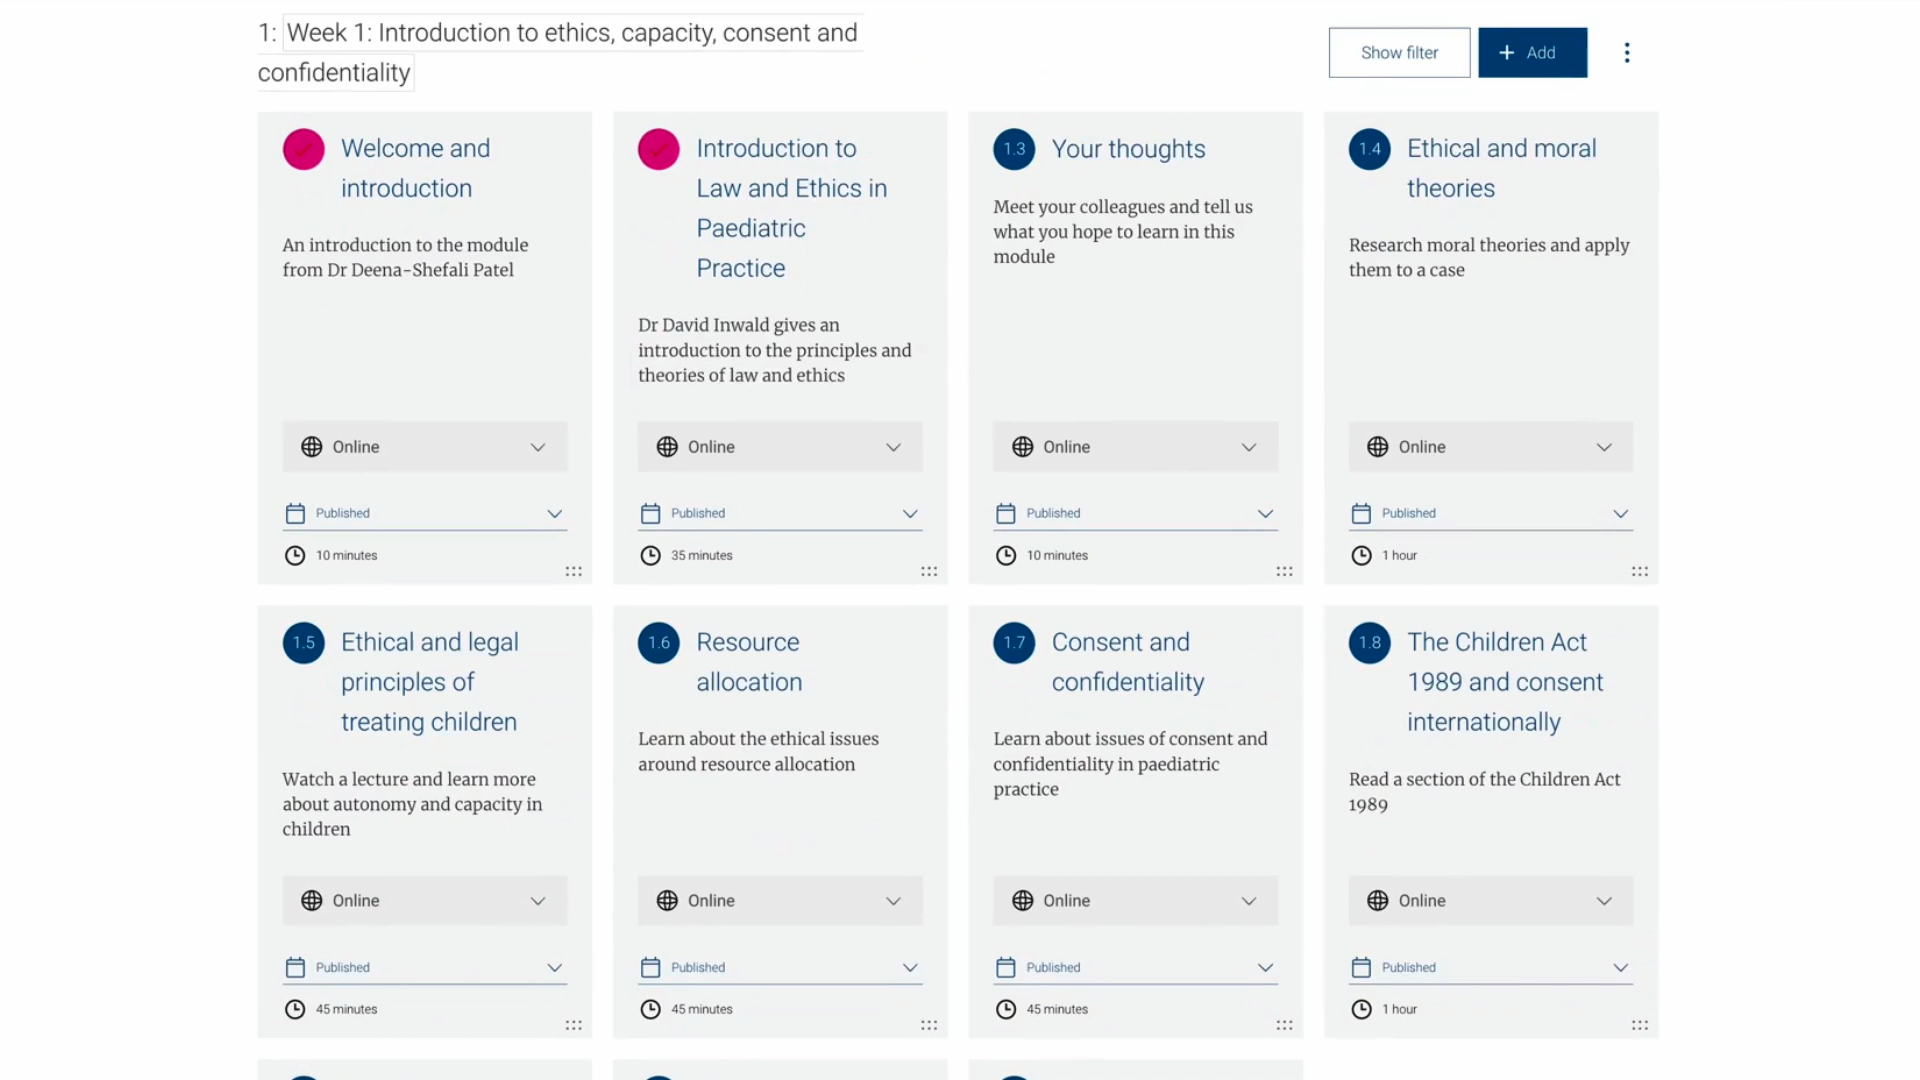 1: Week 1: Introduction to ethics, capacity, consent and
confidentiality
Show filter
+ Add
Welcome and
introduction
An introduction to the module
from Dr Deena-Shefali Patel
Online
Published
10 minutes
Introduction to
Law and Ethics in
Paediatric
Practice
Dr David Inwald gives an
introduction to the principles and
theories of law and ethics
Online
Published
35 minutes
1.3 Your thoughts
Meet your colleagues and tell us
what you hope to learn in this
module
Online
Published
10 minutes
1.4 Ethical and moral
theories
Research moral theories and apply
them to a case
Online
Published
1 hour
1.5 Ethical and legal
principles of
treating children
Watch a lecture and learn more
about autonomy and capacity in
children
Online
Published
45 minutes
1.6 Resource
allocation
Learn about the ethical issues
around resource allocation
Online
Published
45 minutes
1.7 Consent and
confidentiality
Learn about issues of consent and
confidentiality in paediatric
practice
Online
Published
45 minutes
1.8 The Children Act
1989 and consent
internationally
Read a section of the Children Act
1989
Online
Published
1 hour